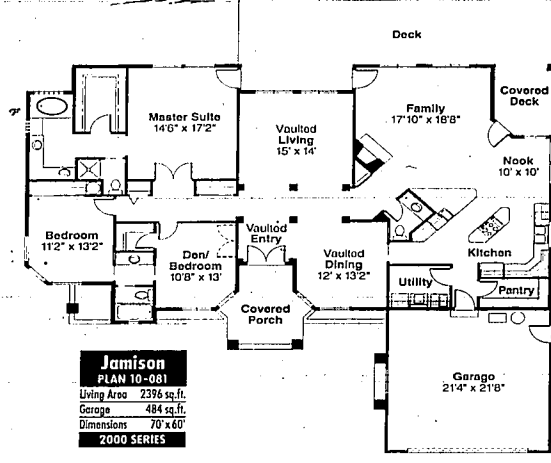 Deck
Covered
Deck
Master Suite
14'6" x 17'2"
Vaulted
Living
15' x 14'
Family
17'10" x 18'8"
Nook
10' x 10'
Bedroom
11'2" x 13'2"
Den/
Bedroom
10'8" x 13'
Vaulted
Entry
Vaulted
Dining
12' x 13'2"
Kitchen
Utility
Pantry
Covered
Porch
Garago
21'4" x 21'8"
Jamison
PLAN 10-081
Living Area 2396 sq.ft.
Garage 484 sq.ft.
Dimensions 70' x 60'
2000 SERIES